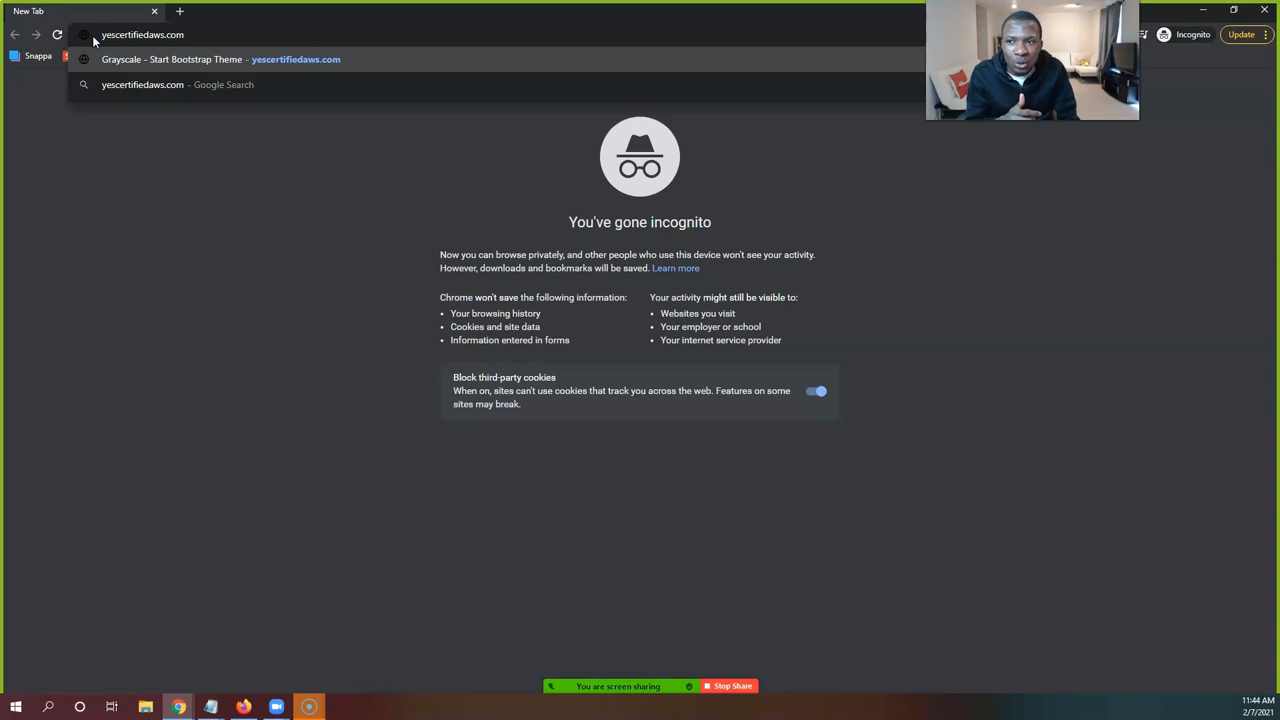 New Tab
yescertifiedaws.com
Incognito
Update
Snappa
Grayscale - Start Bootstrap Theme - yescertifiedaws.com
yescertifiedaws.com - Google Search
You've gone incognito
Now you can browse privately, and other people who use this device won't see your activity.
However, downloads and bookmarks will be saved. Learn more
Chrome won't save the following information:
Your browsing history
Cookies and site data
Information entered in forms
Your activity might still be visible to:
Websites you visit
Your employer or school
Your internet service provider
Block third-party cookies
When on, sites can't use cookies that track you across the web. Features on some
sites may break.
You are screen sharing
Stop Share
11:44 AM
2/7/2021